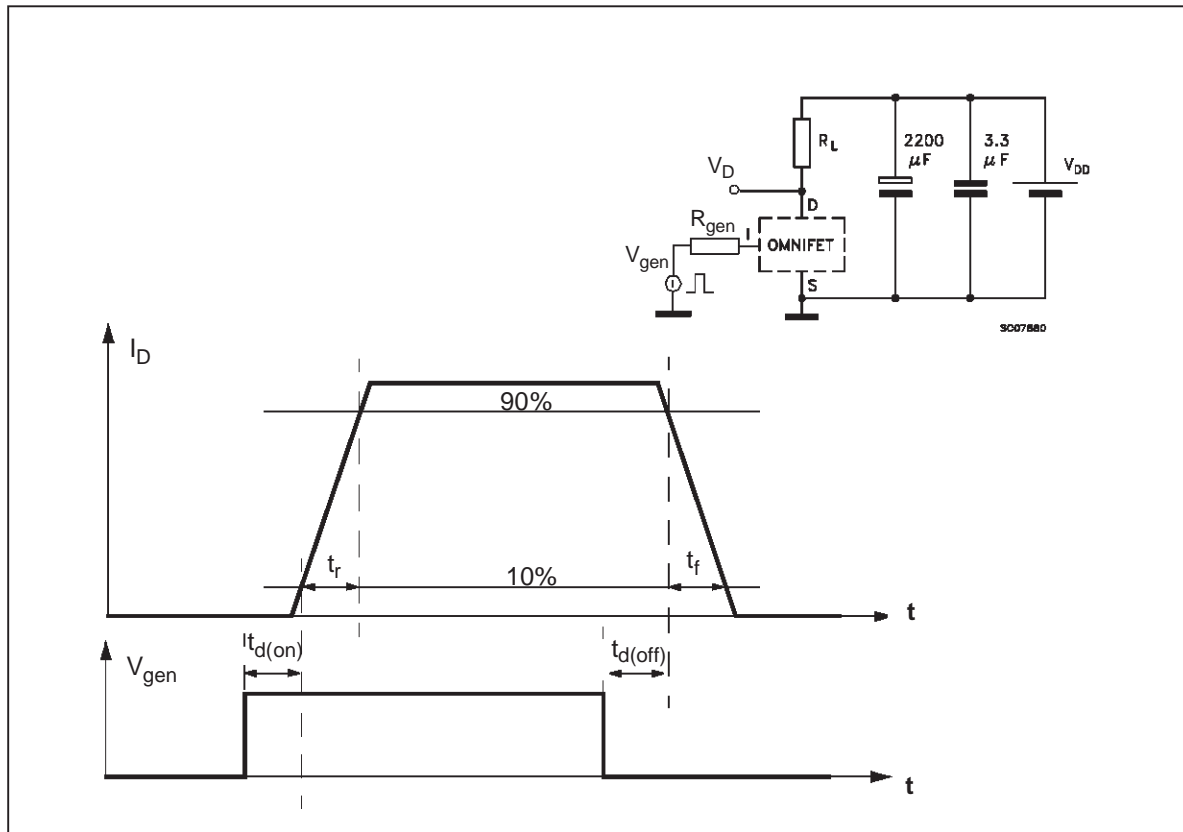 R_L
2200
µF
3.3
µF
V_DD
V_D
D
R_gen
I
OMNIFET
V_gen
S
SC07880
I_D
90%
t_r
10%
t_f
t
t_d(on)
t_d(off)
V_gen
t